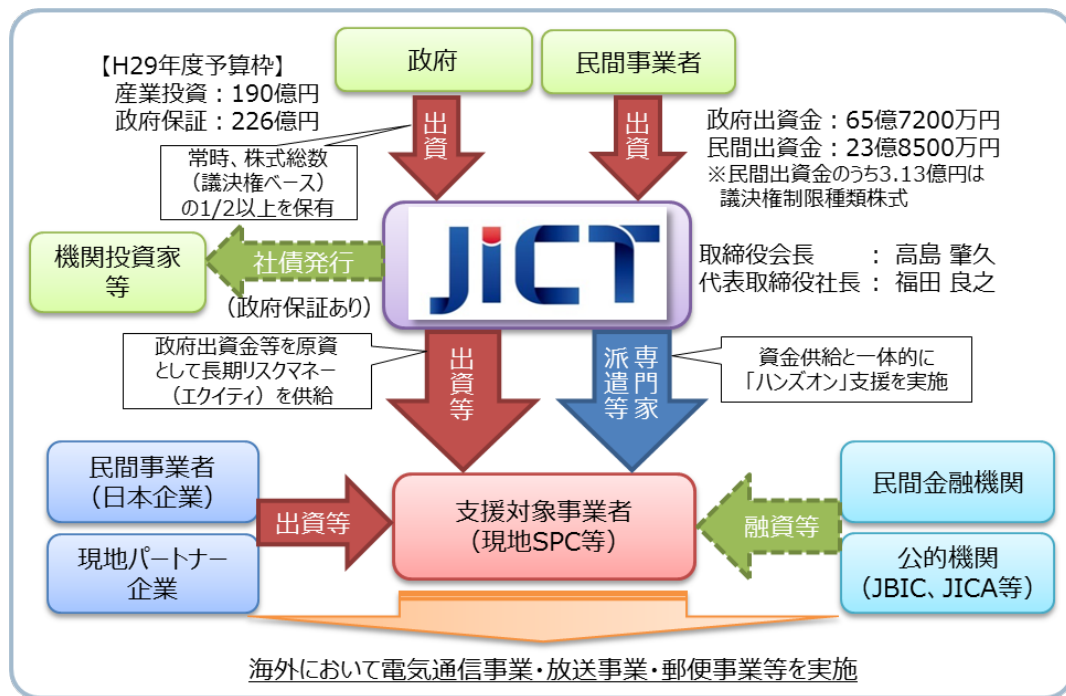 政府
民間事業者
【H29年度予算枠】
産業投資：190億円
政府保証：226億円
出資
出資
政府出資金：65億7200万円
民間出資金：23億8500万円
※民間出資金のうち3.13億円は
議決権制限種類株式
常時、株式総数
（議決権ベース）
の1/2以上を保有
機関投資家
等
社債発行
（政府保証あり）
JICT
取締役会長　　：　高島 肇久
代表取締役社長 ：　福田 良之
政府出資金等を原資
として長期リスクマネー
（エクイティ）を供給
出資等
専門家
派遣等
資金供給と一体的に
「ハンズオン」支援を実施
民間事業者
（日本企業）
現地パートナー
企業
出資等
支援対象事業者
（現地SPC等）
融資等
民間金融機関
公的機関
（JBIC、JICA等）
海外において電気通信事業・放送事業・郵便事業等を実施